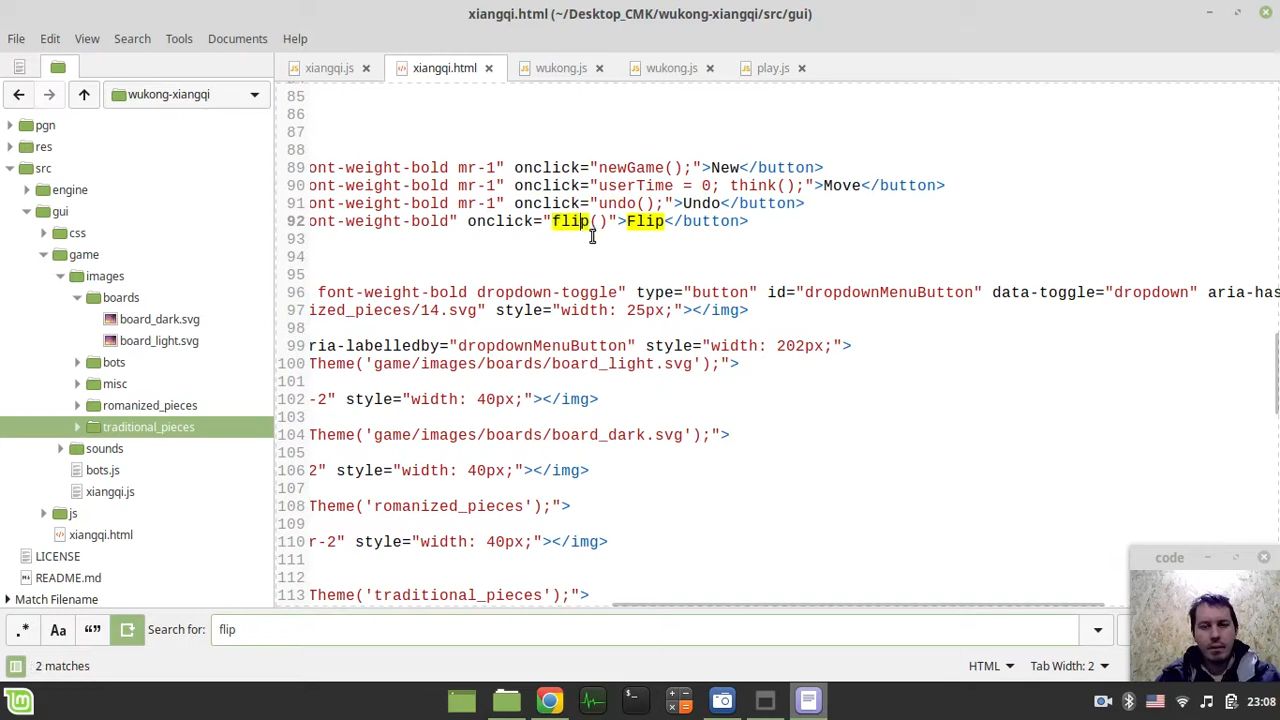 xiangqi.html (~/Desktop_CMK/wukong-xiangqi/src/gui)
File Edit View Search Tools Documents Help
xiangqi.js xiangqi.html wukong.js wukong.js play.js
wukong-xiangqi
pgn
res
src
engine
gui
css
game
images
boards
board_dark.svg
board_light.svg
bots
misc
romanized_pieces
traditional_pieces
sounds
bots.js
xiangqi.js
js
xiangqi.html
LICENSE
README.md
Match Filename
85
86
87
88
89 ont-weight-bold mr-1" onclick="newGame();">New</button>
90 ont-weight-bold mr-1" onclick="userTime = 0; think();">Move</button>
91 ont-weight-bold mr-1" onclick="undo();">Undo</button>
92 ont-weight-bold" onclick="flip()">Flip</button>
93
94
95
96 font-weight-bold dropdown-toggle" type="button" id="dropdownMenuButton" data-toggle="dropdown" aria-has
97 ized_pieces/14.svg" style="width: 25px;"></img>
98
99 ria-labelledby="dropdownMenuButton" style="width: 202px;">
100 Theme('game/images/boards/board_light.svg');">
101
102 -2" style="width: 40px;"></img>
103
104 Theme('game/images/boards/board_dark.svg');">
105
106 2" style="width: 40px;"></img>
107
108 Theme('romanized_pieces');">
109
110 r-2" style="width: 40px;"></img>
111
112
113 Theme('traditional_pieces');">
code
.* Aa “” Search for: flip
2 matches
HTML Tab Width: 2
23:08